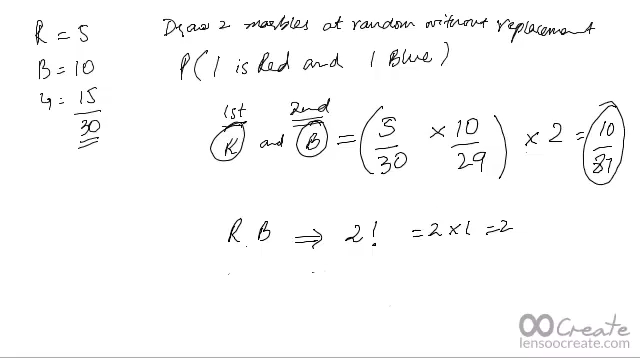 R = 5
B = 10
G = 15
30
Draw 2 marbles at random without replacement
P( 1 is Red and 1 Blue )
1st 2nd
R and B = ( 5/30 × 10/29 ) × 2 = 10/87
R B ⇒ 2! = 2 × 1 = 2
Create
lensoocreate.com